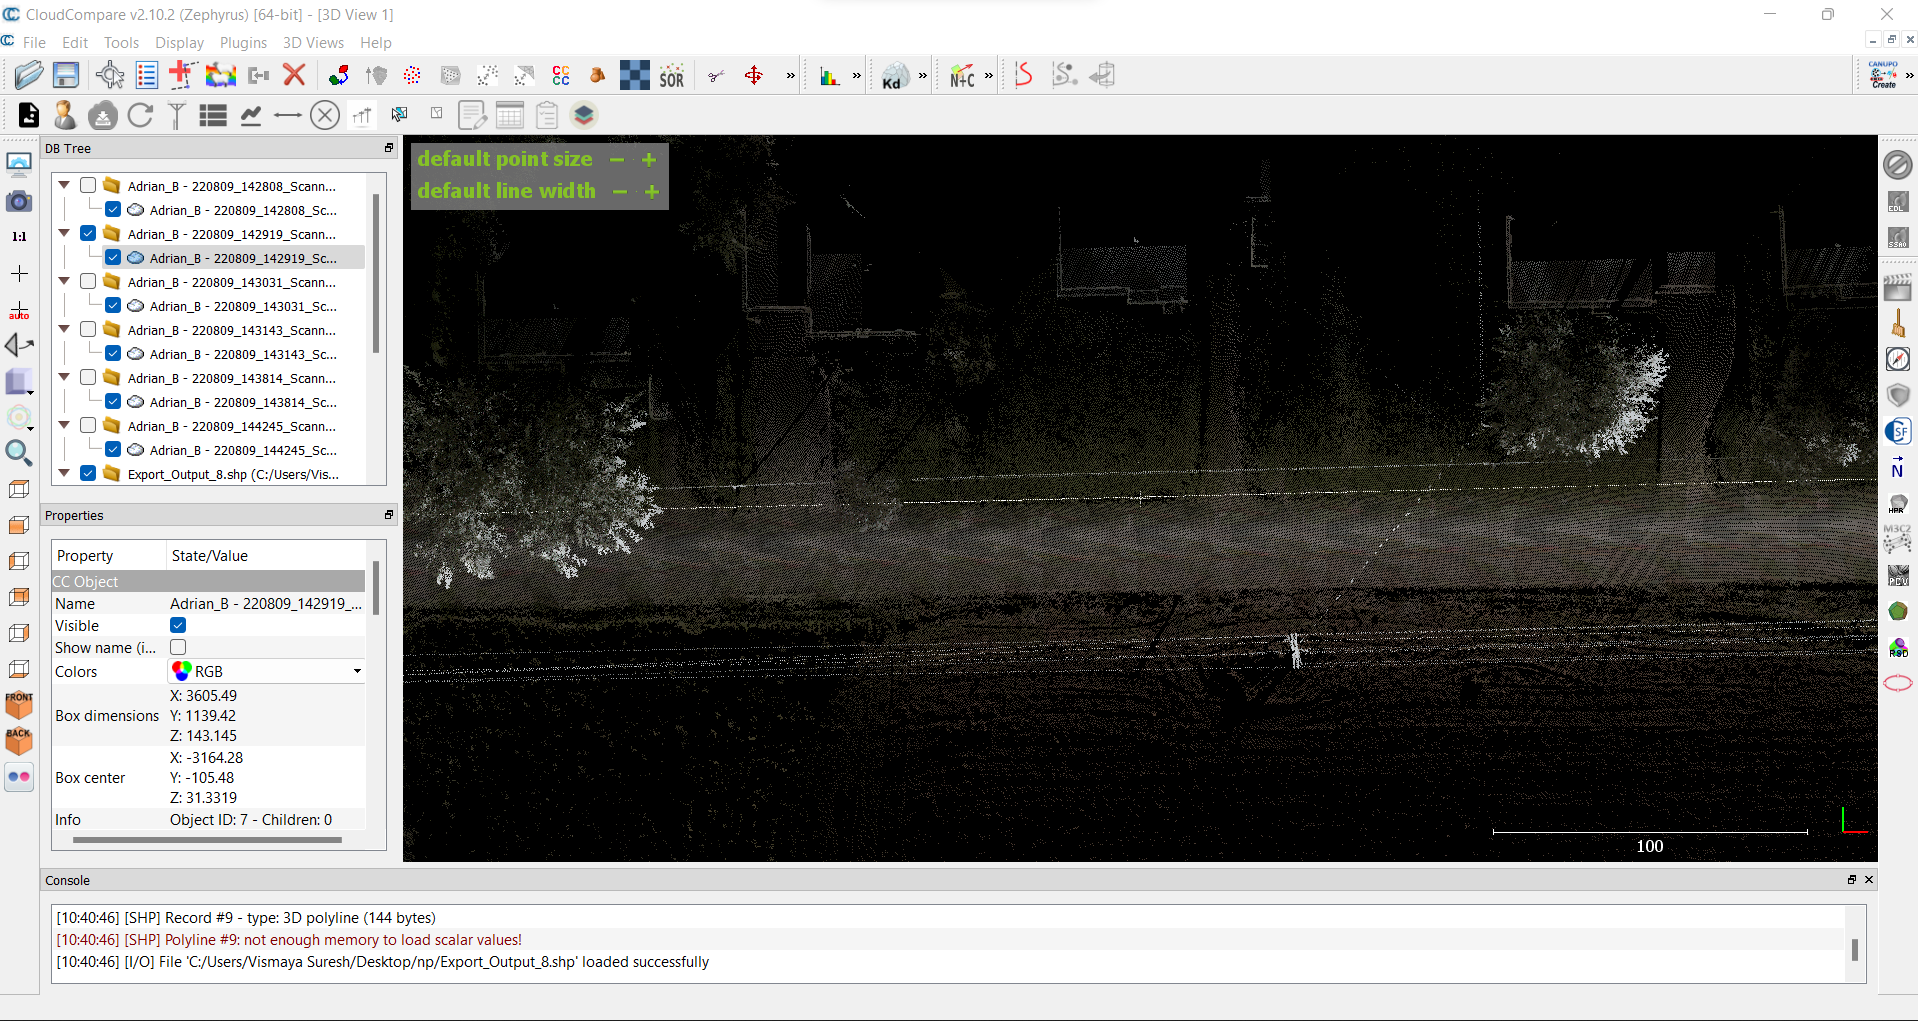 CloudCompare v2.10.2 (Zephyrus) [64-bit] - [3D View 1]
File Edit Tools Display Plugins 3D Views Help
SOR
Kd
N+C
CANUPO
Create
DB Tree
Adrian_B - 220809_142808_Scann...
Adrian_B - 220809_142808_Sc...
Adrian_B - 220809_142919_Scann...
Adrian_B - 220809_142919_Sc...
Adrian_B - 220809_143031_Scann...
Adrian_B - 220809_143031_Sc...
Adrian_B - 220809_143143_Scann...
Adrian_B - 220809_143143_Sc...
Adrian_B - 220809_143814_Scann...
Adrian_B - 220809_143814_Sc...
Adrian_B - 220809_144245_Scann...
Adrian_B - 220809_144245_Sc...
Export_Output_8.shp (C:/Users/Vis...
1:1
auto
FRONT
BACK
default point size − +
default line width − +
100
EDL
SSAO
SF
N
HPR
M3C2
PCV
RSD
Properties
Property State/Value
CC Object
Name Adrian_B - 220809_142919_...
Visible
Show name (i...
Colors RGB
Box dimensions X: 3605.49
Y: 1139.42
Z: 143.145
Box center X: -3164.28
Y: -105.48
Z: 31.3319
Info Object ID: 7 - Children: 0
Console
[10:40:46] [SHP] Record #9 - type: 3D polyline (144 bytes)
[10:40:46] [SHP] Polyline #9: not enough memory to load scalar values!
[10:40:46] [I/O] File 'C:/Users/Vismaya Suresh/Desktop/np/Export_Output_8.shp' loaded successfully